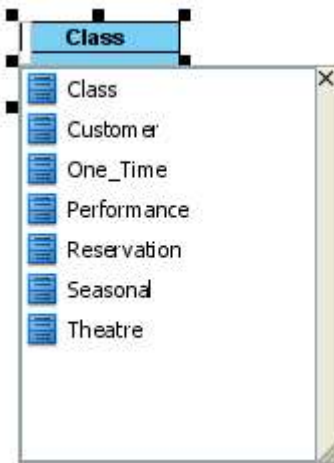 Class
Class
Customer
One_Time
Performance
Reservation
Seasonal
Theatre